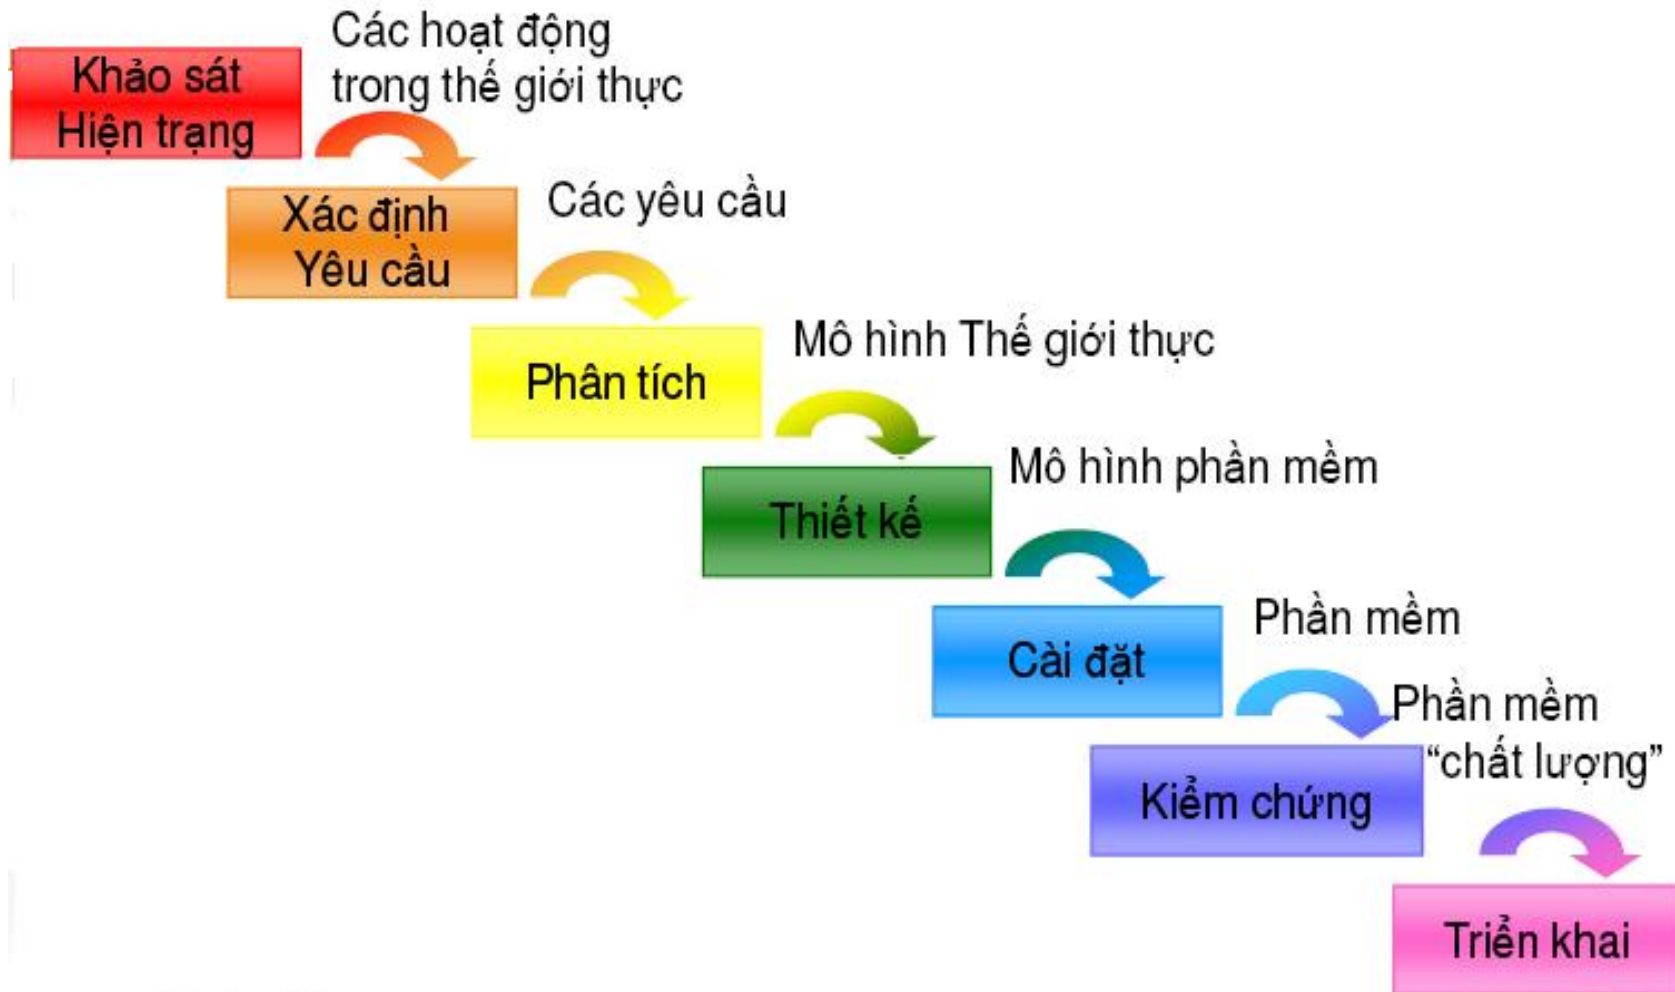 Các hoạt động
trong thế giới thực
Khảo sát
Hiện trạng
Các yêu cầu
Xác định
Yêu cầu
Mô hình Thế giới thực
Phân tích
Mô hình phần mềm
Thiết kế
Phần mềm
Cài đặt
Phần mềm
“chất lượng”
Kiểm chứng
Triển khai